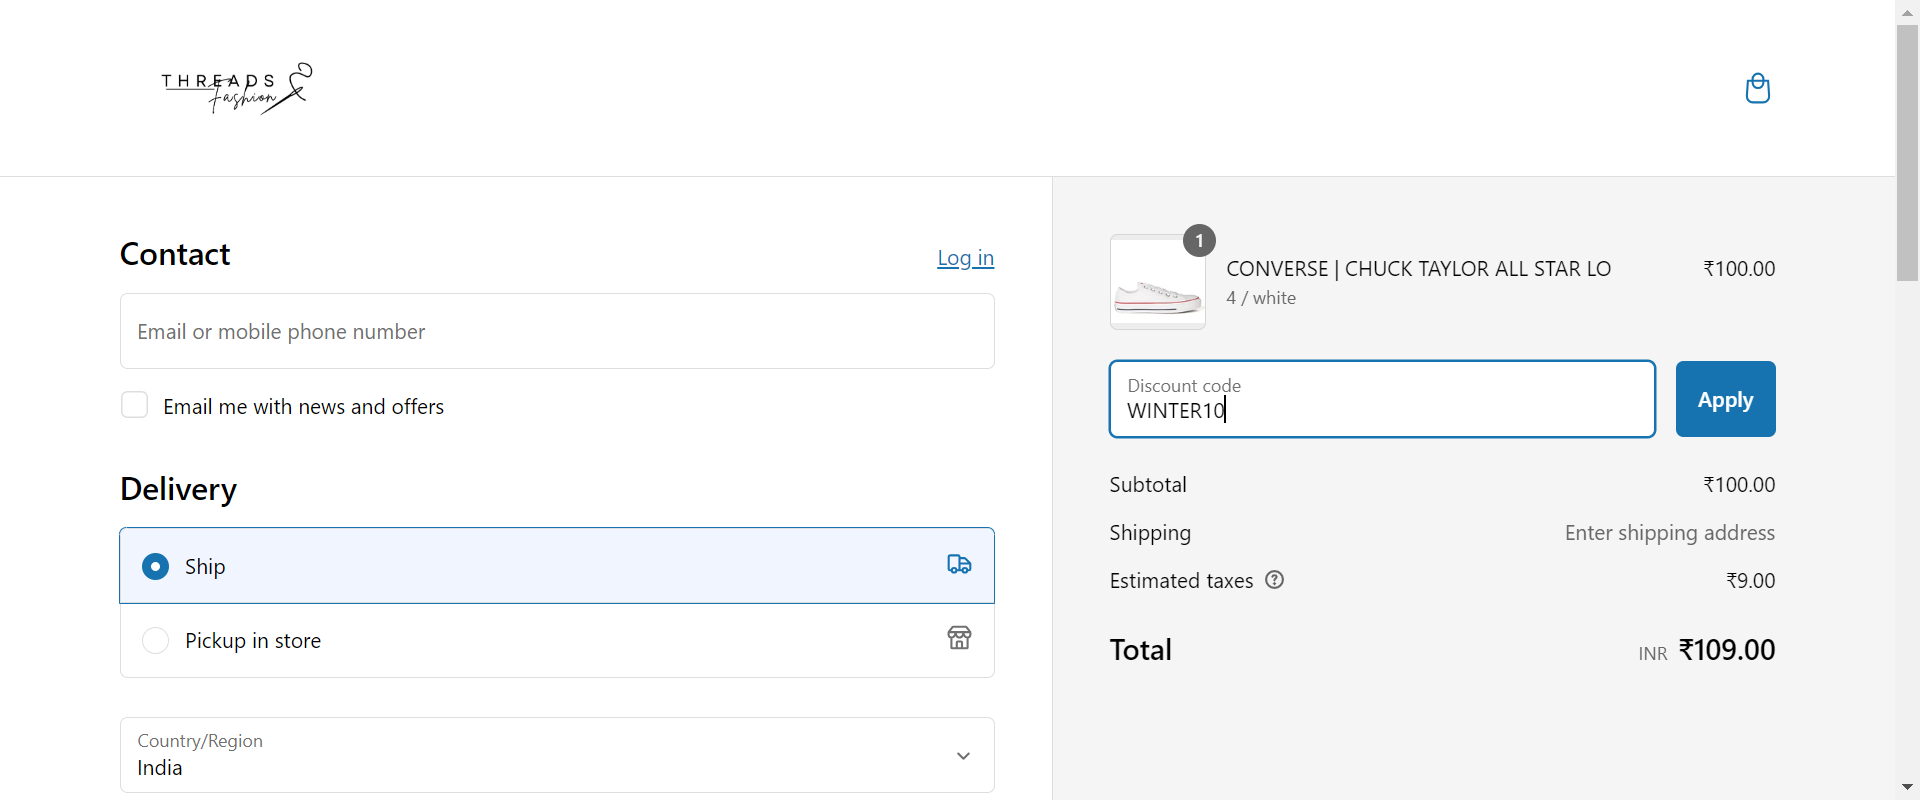 THREADS
Fashion
Contact
Log in
Email or mobile phone number
Email me with news and offers
Delivery
Ship
Pickup in store
Country/Region
India
1
CONVERSE | CHUCK TAYLOR ALL STAR LO
₹100.00
4 / white
Discount code
WINTER10
Apply
Subtotal
₹100.00
Shipping
Enter shipping address
Estimated taxes
?
₹9.00
Total
INR ₹109.00